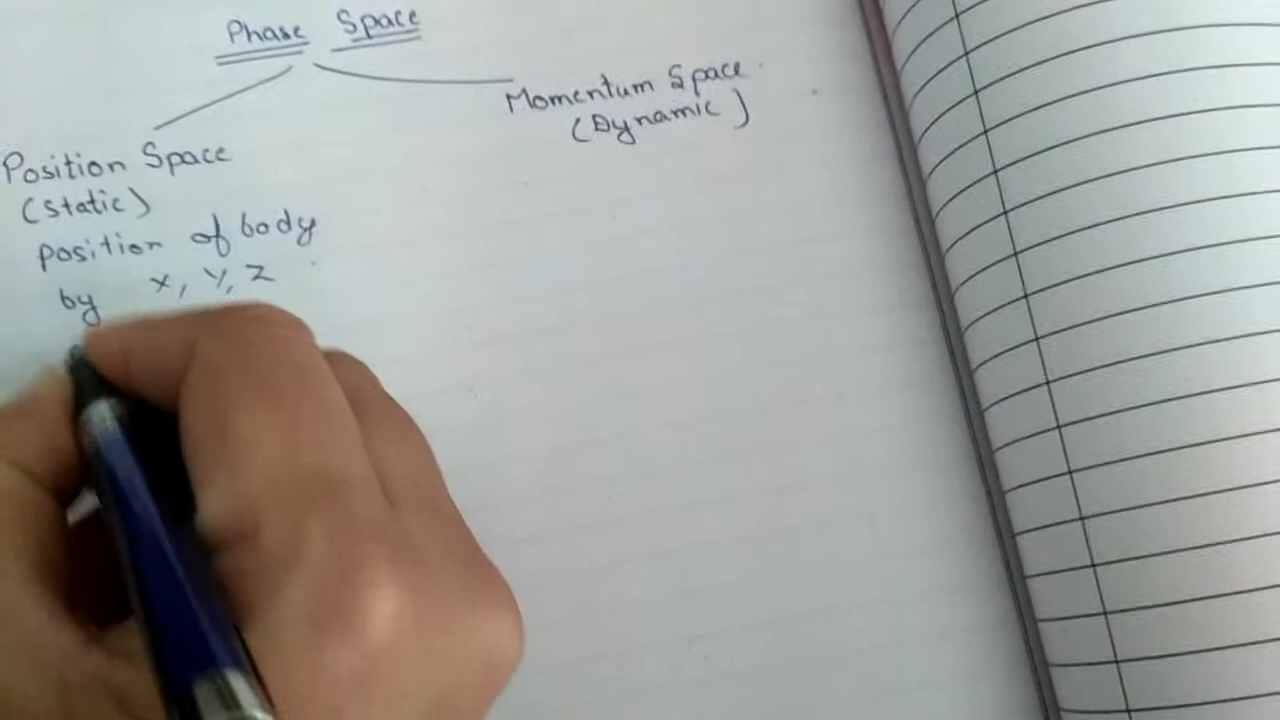 Phase Space
Momentum Space
(Dynamic)
Position Space
(static)
position of body
by x, y, z